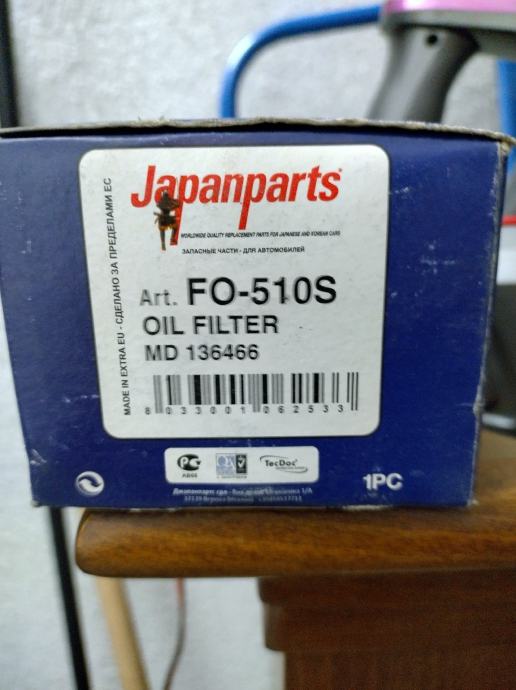 Japanparts
WORLDWIDE QUALITY REPLACEMENT PARTS FOR JAPANESE AND KOREAN CARS
ЗАПАСНЫЕ ЧАСТИ - ДЛЯ АВТОМОБИЛЕЙ
MADE IN EXTRA EU - СДЕЛАНО ЗА ПРЕДЕЛАМИ ЕС
Art. FO-510S
OIL FILTER
MD 136466
8 033001 062533
TecDoc
1PC